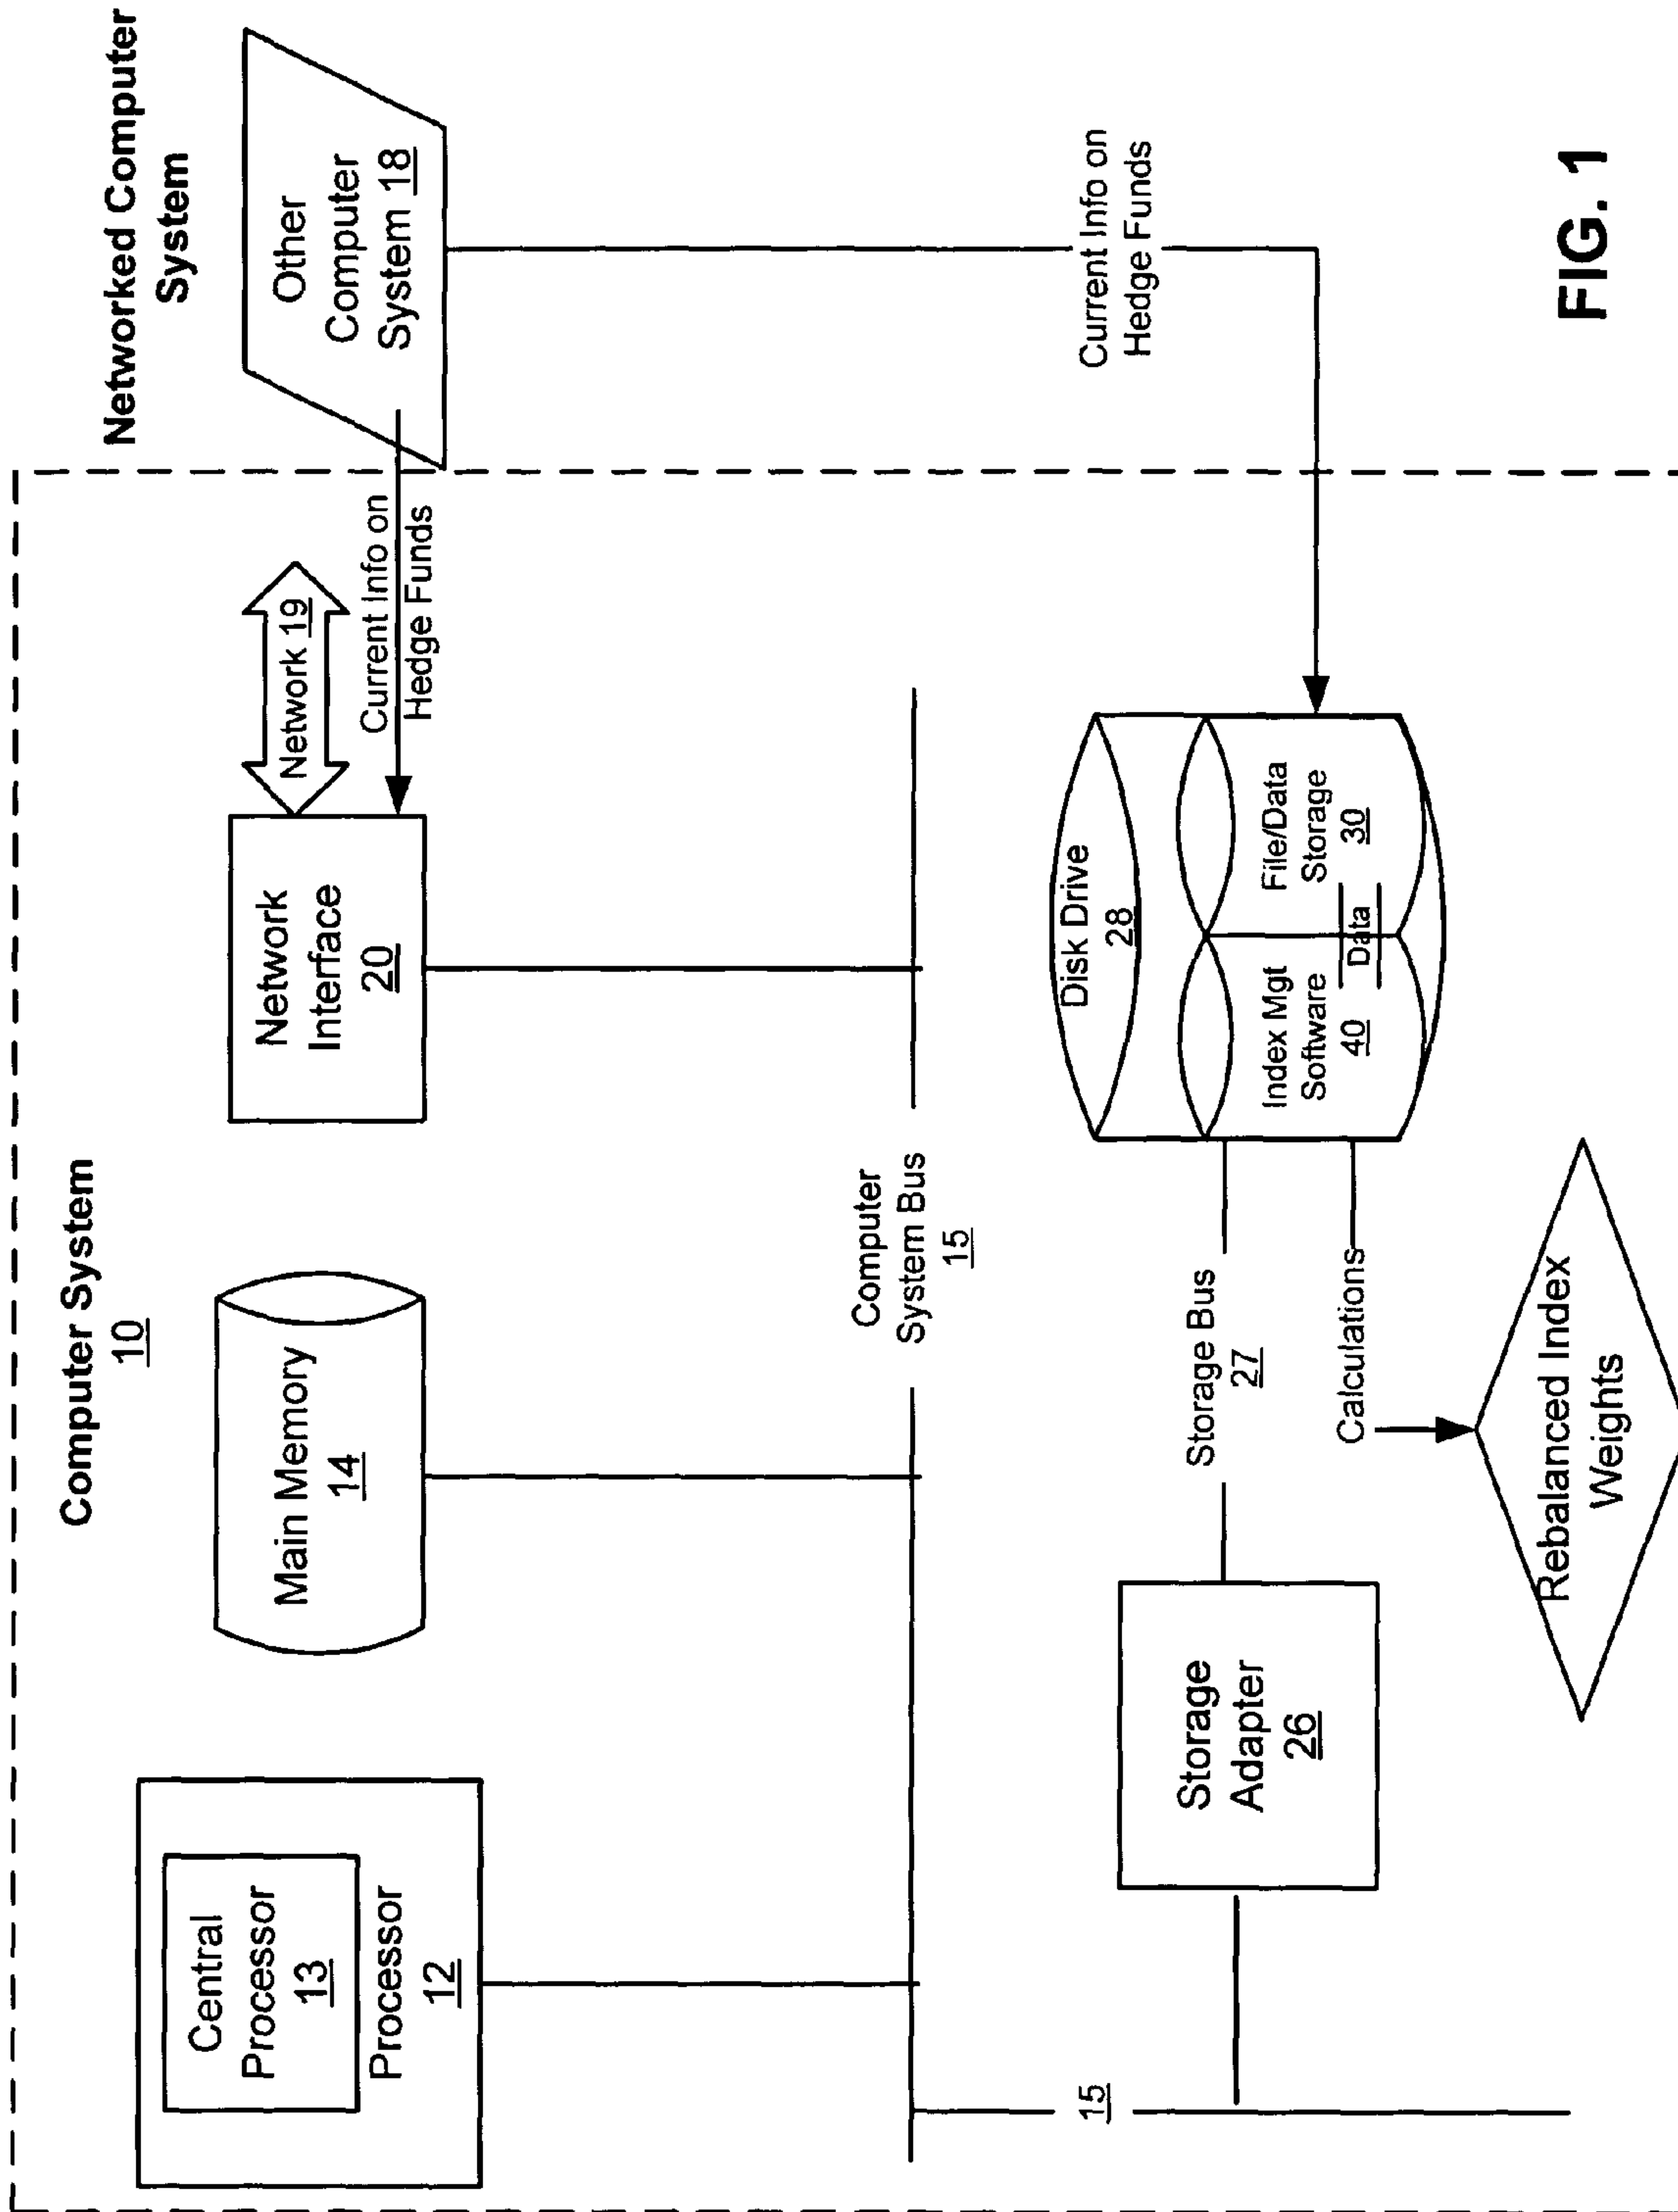 Networked Computer
System
Computer System
10
Central
Processor
13
Processor
12
Main Memory
14
Network
Interface
20
Network 19
Current Info on
Hedge Funds
Other
Computer
System 18
Computer
System Bus
15
15
Storage
Adapter
26
Storage Bus
27
Calculations
Disk Drive
28
Index Mgt
Software
40
Data
File/Data
Storage
30
Current Info on
Hedge Funds
Rebalanced Index
Weights
FIG. 1